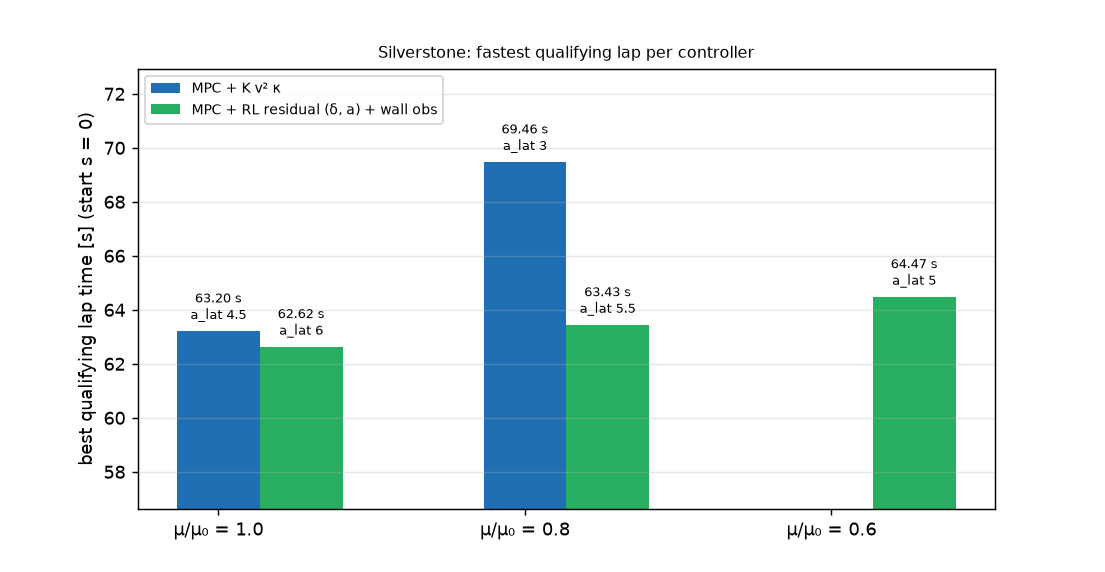 Silverstone: fastest qualifying lap per controller
MPC + K v² κ
MPC + RL residual (δ, a) + wall obs
best qualifying lap time [s] (start s = 0)
72
70
68
66
64
62
60
58
63.20 s
a_lat 4.5
62.62 s
a_lat 6
69.46 s
a_lat 3
63.43 s
a_lat 5.5
64.47 s
a_lat 5
μ/μ₀ = 1.0
μ/μ₀ = 0.8
μ/μ₀ = 0.6